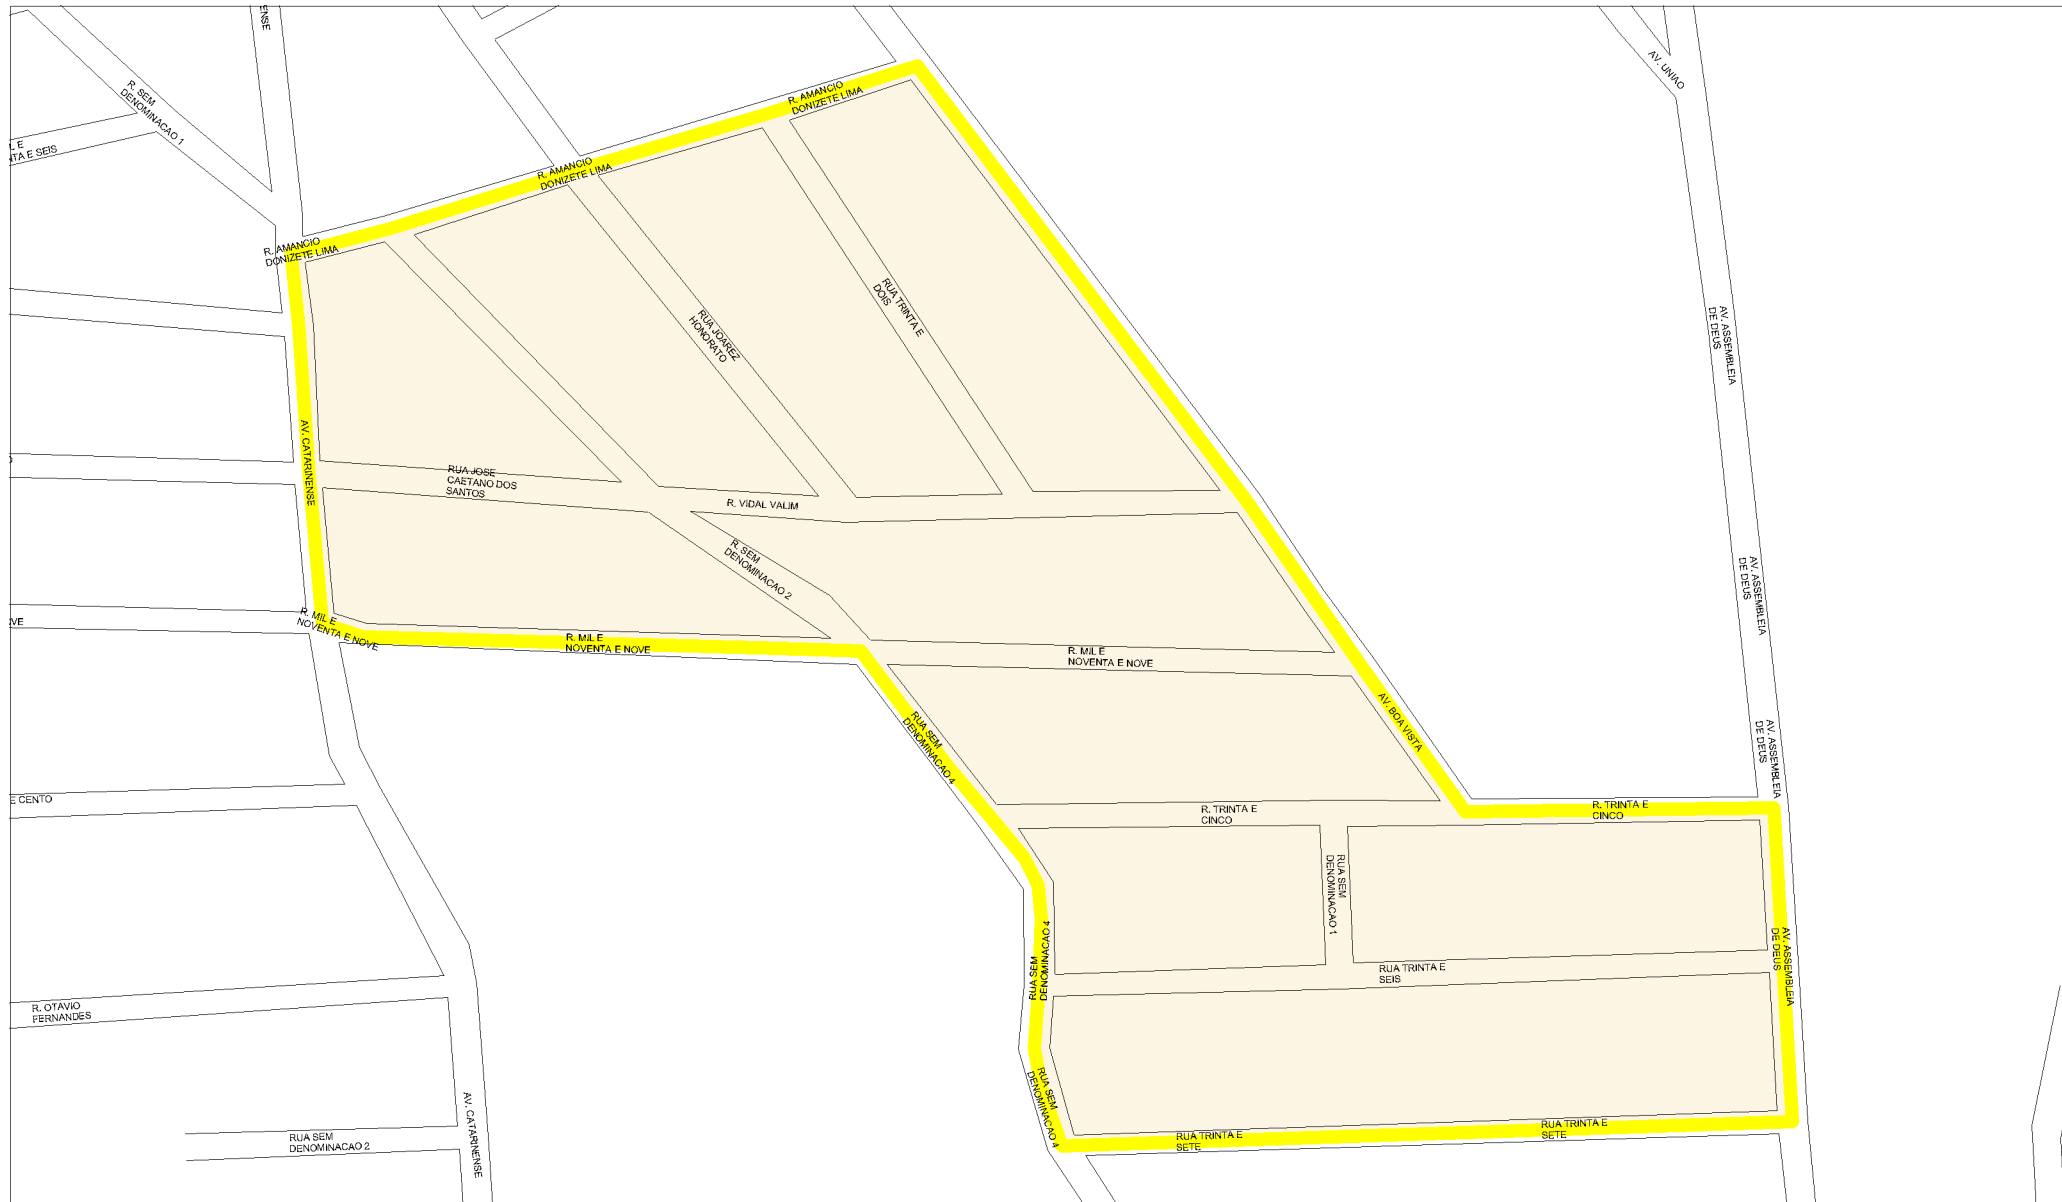 ENSE
R. SEM
DENOMINACAO 1
L E
NTA E SEIS
AV. UNIAO
R. AMANCIO
DONIZETE LIMA
R. AMANCIO
DONIZETE LIMA
R. AMANCIO
DONIZETE LIMA
RUA TRINTA E
DOIS
RUA JOAREZ
HONORATO
AV. ASSEMBLEIA
DE DEUS
AV. CATARINENSE
RUA JOSE
CAETANO DOS
SANTOS
R. VIDAL VALIM
R. SEM
DENOMINACAO 2
AV. ASSEMBLEIA
DE DEUS
VE
R. MIL E
NOVENTA E NOVE
R. MIL E
NOVENTA E NOVE
R. MIL E
NOVENTA E NOVE
RUA SEM
DENOMINACAO 4
AV. BOA VISTA
AV. ASSEMBLEIA
DE DEUS
E CENTO
R. TRINTA E
CINCO
R. TRINTA E
CINCO
RUA SEM
DENOMINACAO 1
RUA SEM
DENOMINACAO 4
RUA TRINTA E
SEIS
AV. ASSEMBLEIA
DE DEUS
R. OTAVIO
FERNANDES
RUA SEM
DENOMINACAO 4
AV. CATARINENSE
RUA SEM
DENOMINACAO 2
RUA TRINTA E
SETE
RUA TRINTA E
SETE